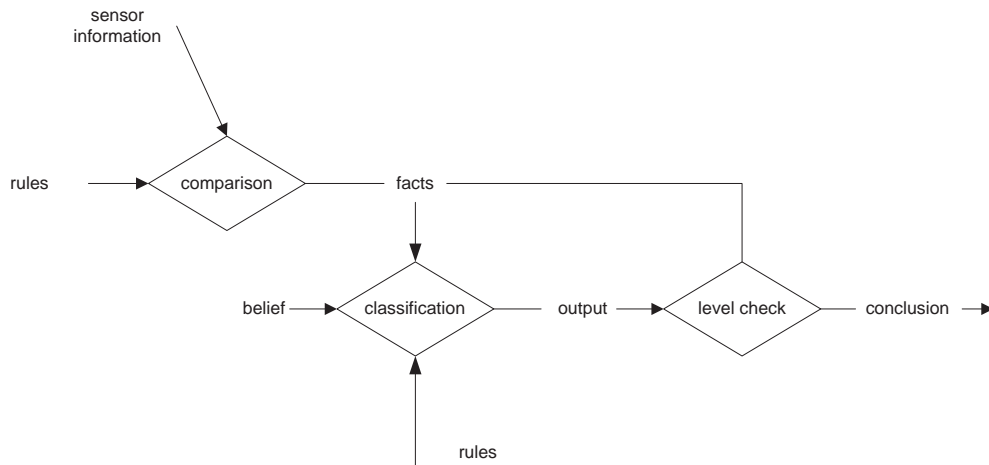 sensor
information
rules
comparison
facts
belief
classification
output
level check
conclusion
rules